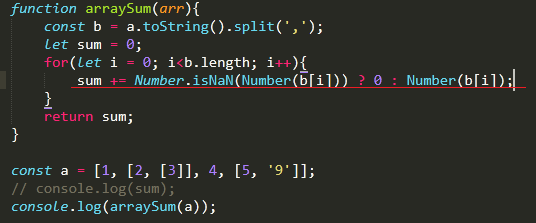 function arraySum(arr){
    const b = a.toString().split(',');
    let sum = 0;
    for(let i = 0; i<b.length; i++){
        sum += Number.isNaN(Number(b[i])) ? 0 : Number(b[i]);
    }
    return sum;
}

const a = [1, [2, [3]], 4, [5, '9']];
// console.log(sum);
console.log(arraySum(a));